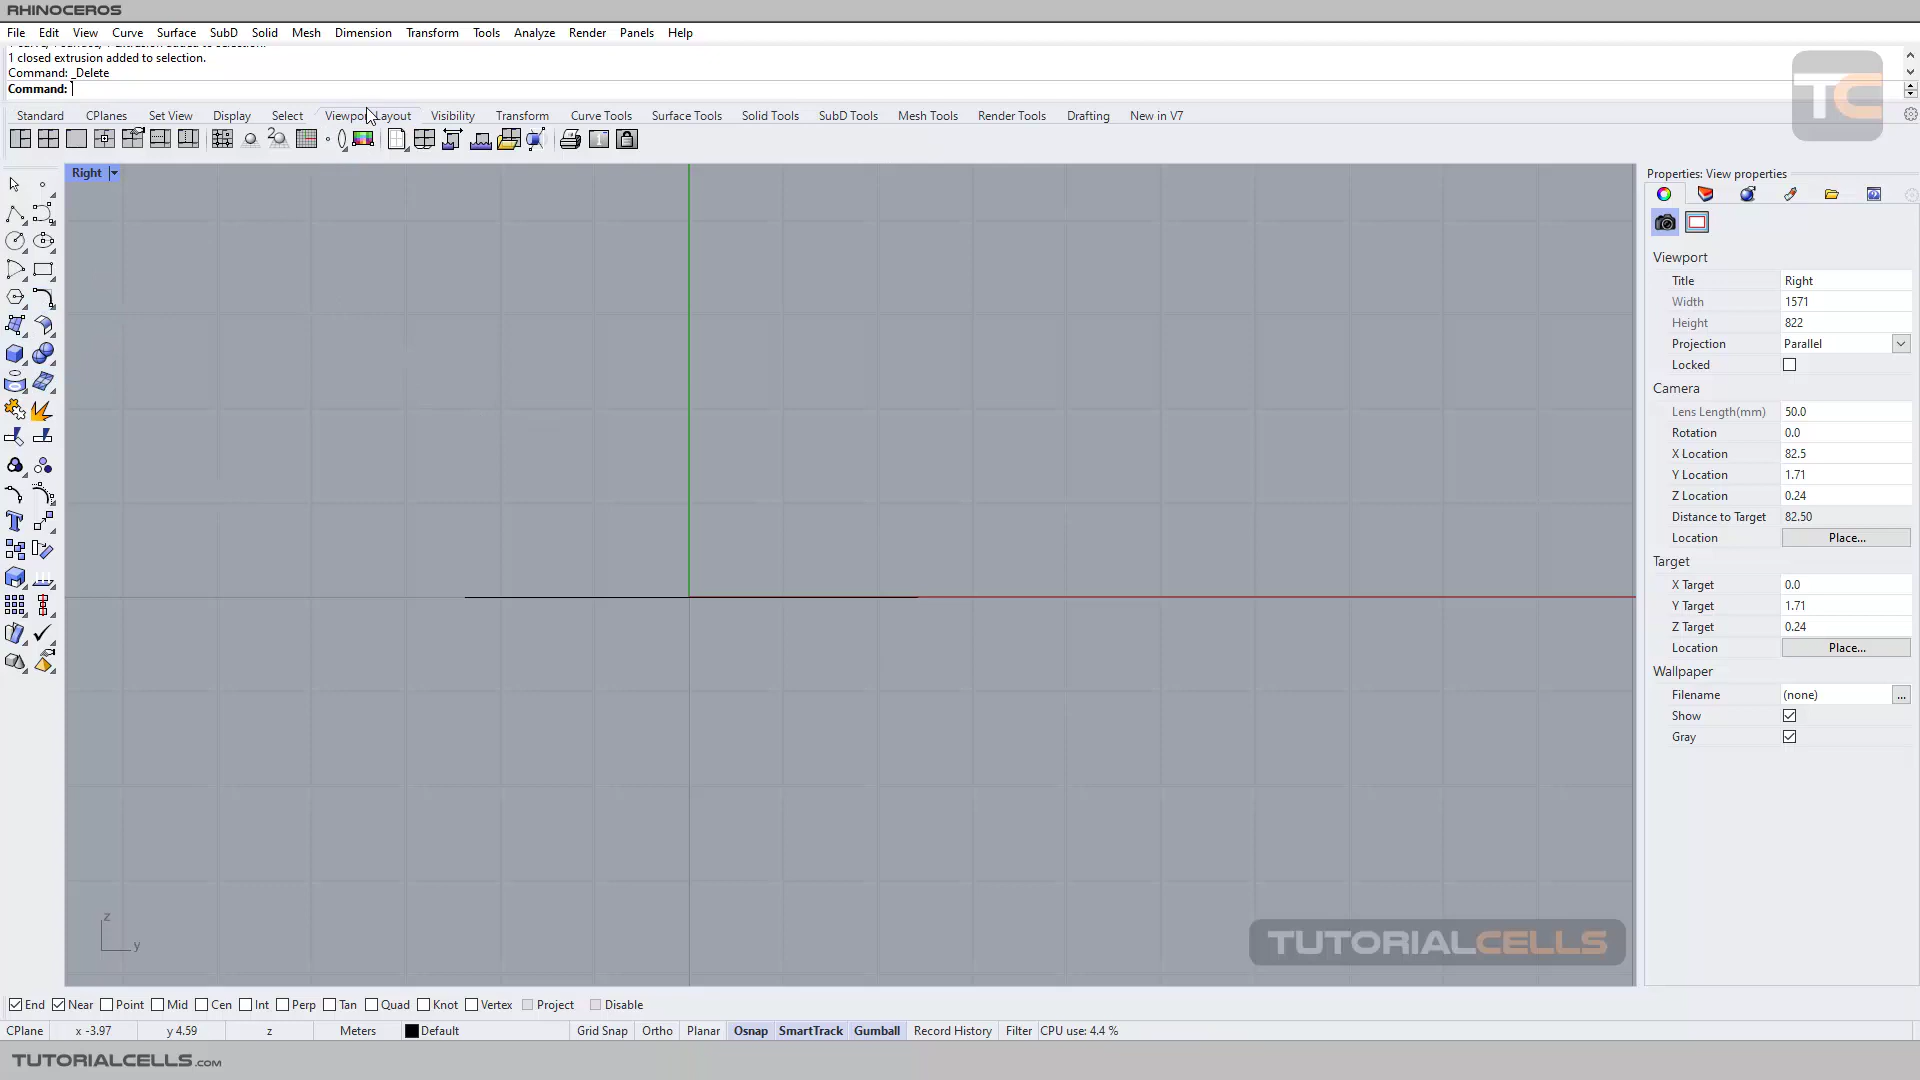 RHINOCEROS
File Edit View Curve Surface SubD Solid Mesh Dimension Transform Tools Analyze Render Panels Help
1 closed extrusion added to selection.
Command: _Delete
Command:
TC
Standard CPlanes Set View Display Select Viewport Layout Visibility Transform Curve Tools Surface Tools Solid Tools SubD Tools Mesh Tools Render Tools Drafting New in V7
Right
Properties: View properties
Viewport
Title Right
Width 1571
Height 822
Projection Parallel
Locked
Camera
Lens Length(mm) 50.0
Rotation 0.0
X Location 82.5
Y Location 1.71
Z Location 0.24
Distance to Target 82.50
Location Place...
Target
X Target 0.0
Y Target 1.71
Z Target 0.24
Location Place...
Wallpaper
Filename (none) ...
Show
Gray
z
y
TUTORIALCELLS
End Near Point Mid Cen Int Perp Tan Quad Knot Vertex Project Disable
CPlane x -3.97 y 4.59 z Meters Default Grid Snap Ortho Planar Osnap SmartTrack Gumball Record History Filter CPU use: 4.4 %
TUTORIALCELLS.COM